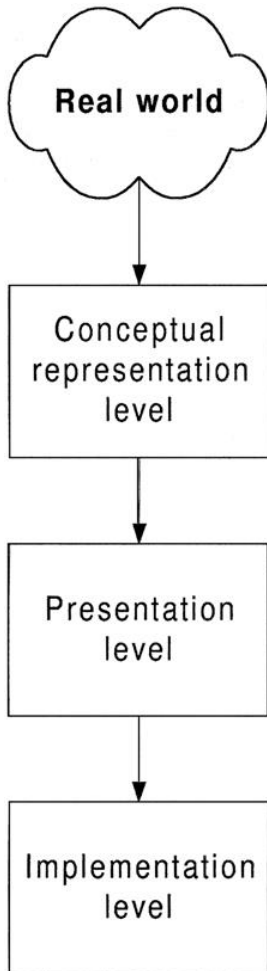 Real world
Conceptual
representation
level
Presentation
level
Implementation
level